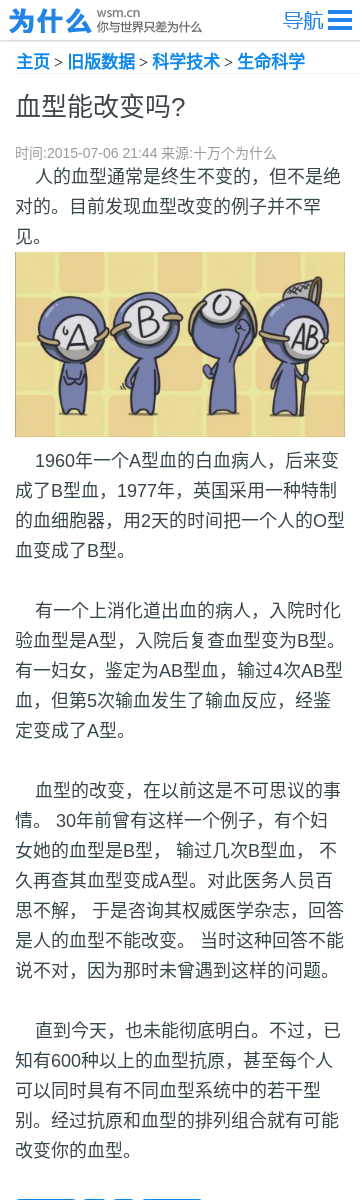 为什么 wsm.cn 导航
你与世界只差为什么
主页 > 旧版数据 > 科学技术 > 生命科学
血型能改变吗?
时间:2015-07-06 21:44 来源:十万个为什么
人的血型通常是终生不变的，但不是绝
对的。目前发现血型改变的例子并不罕
见。
A B O AB
1960年一个A型血的白血病人，后来变
成了B型血，1977年，英国采用一种特制
的血细胞器，用2天的时间把一个人的O型
血变成了B型。
有一个上消化道出血的病人，入院时化
验血型是A型，入院后复查血型变为B型。
有一妇女，鉴定为AB型血，输过4次AB型
血，但第5次输血发生了输血反应，经鉴
定变成了A型。
血型的改变，在以前这是不可思议的事
情。 30年前曾有这样一个例子，有个妇
女她的血型是B型， 输过几次B型血， 不
久再查其血型变成A型。对此医务人员百
思不解， 于是咨询其权威医学杂志，回答
是人的血型不能改变。 当时这种回答不能
说不对，因为那时未曾遇到这样的问题。
直到今天，也未能彻底明白。不过，已
知有600种以上的血型抗原，甚至每个人
可以同时具有不同血型系统中的若干型
别。经过抗原和血型的排列组合就有可能
改变你的血型。